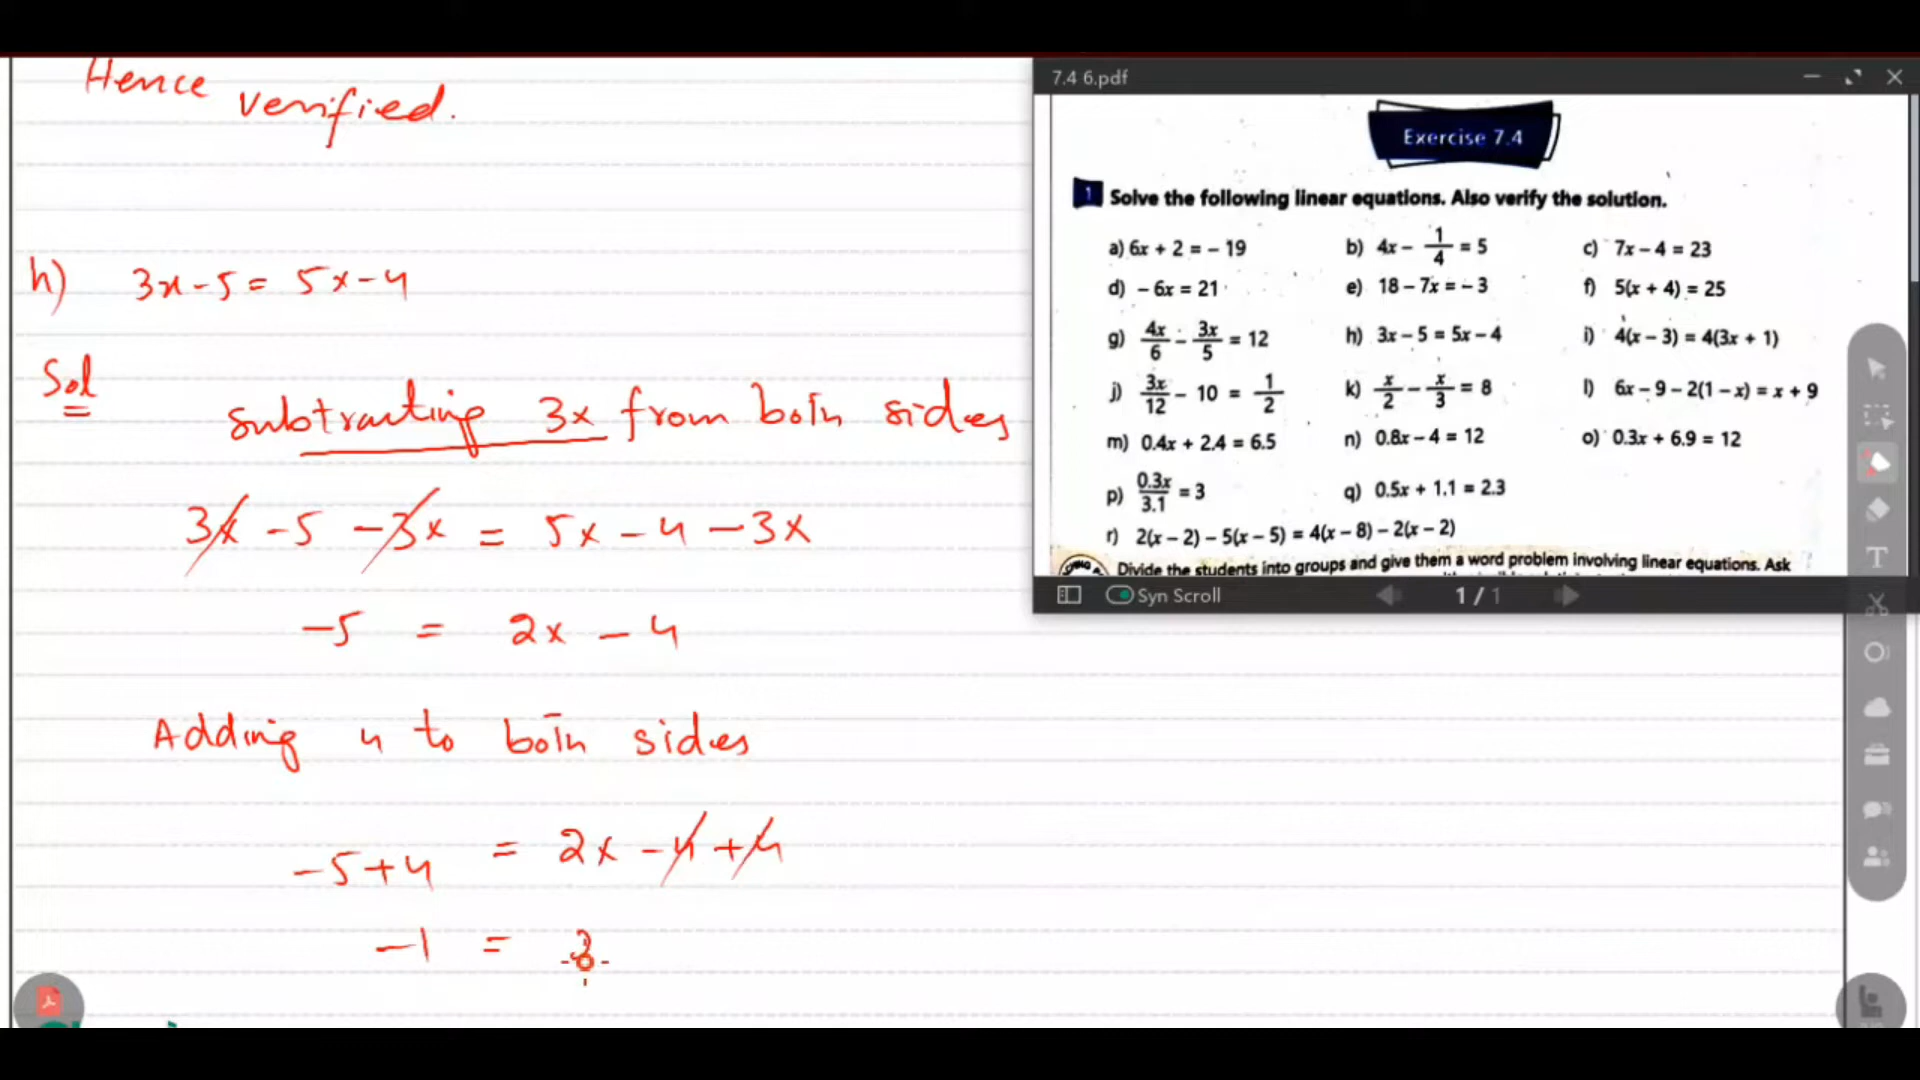 Hence verified.
h) 3x-5 = 5x-4
Sol
subtracting 3x from both sides
3x -5 -3x = 5x -4 -3x
-5 = 2x - 4
Adding 4 to both sides
-5+4 = 2x -4 +4
-1 =
7.4 6.pdf
Exercise 7.4
1 Solve the following linear equations. Also verify the solution.
a) 6x + 2 = – 19 b) 4x – 1/4 = 5 c) 7x – 4 = 23
d) – 6x = 21 e) 18 – 7x = – 3 f) 5(x + 4) = 25
g) 4x/6 - 3x/5 = 12 h) 3x – 5 = 5x – 4 i) 4(x – 3) = 4(3x + 1)
j) 3x/12 – 10 = 1/2 k) x/2 – x/3 = 8 l) 6x – 9 – 2(1 – x) = x + 9
m) 0.4x + 2.4 = 6.5 n) 0.8x – 4 = 12 o) 0.3x + 6.9 = 12
p) 0.3x/3.1 = 3 q) 0.5x + 1.1 = 2.3
r) 2(x – 2) – 5(x – 5) = 4(x – 8) – 2(x – 2)
Divide the students into groups and give them a word problem involving linear equations. Ask
Syn Scroll 1 / 1
T